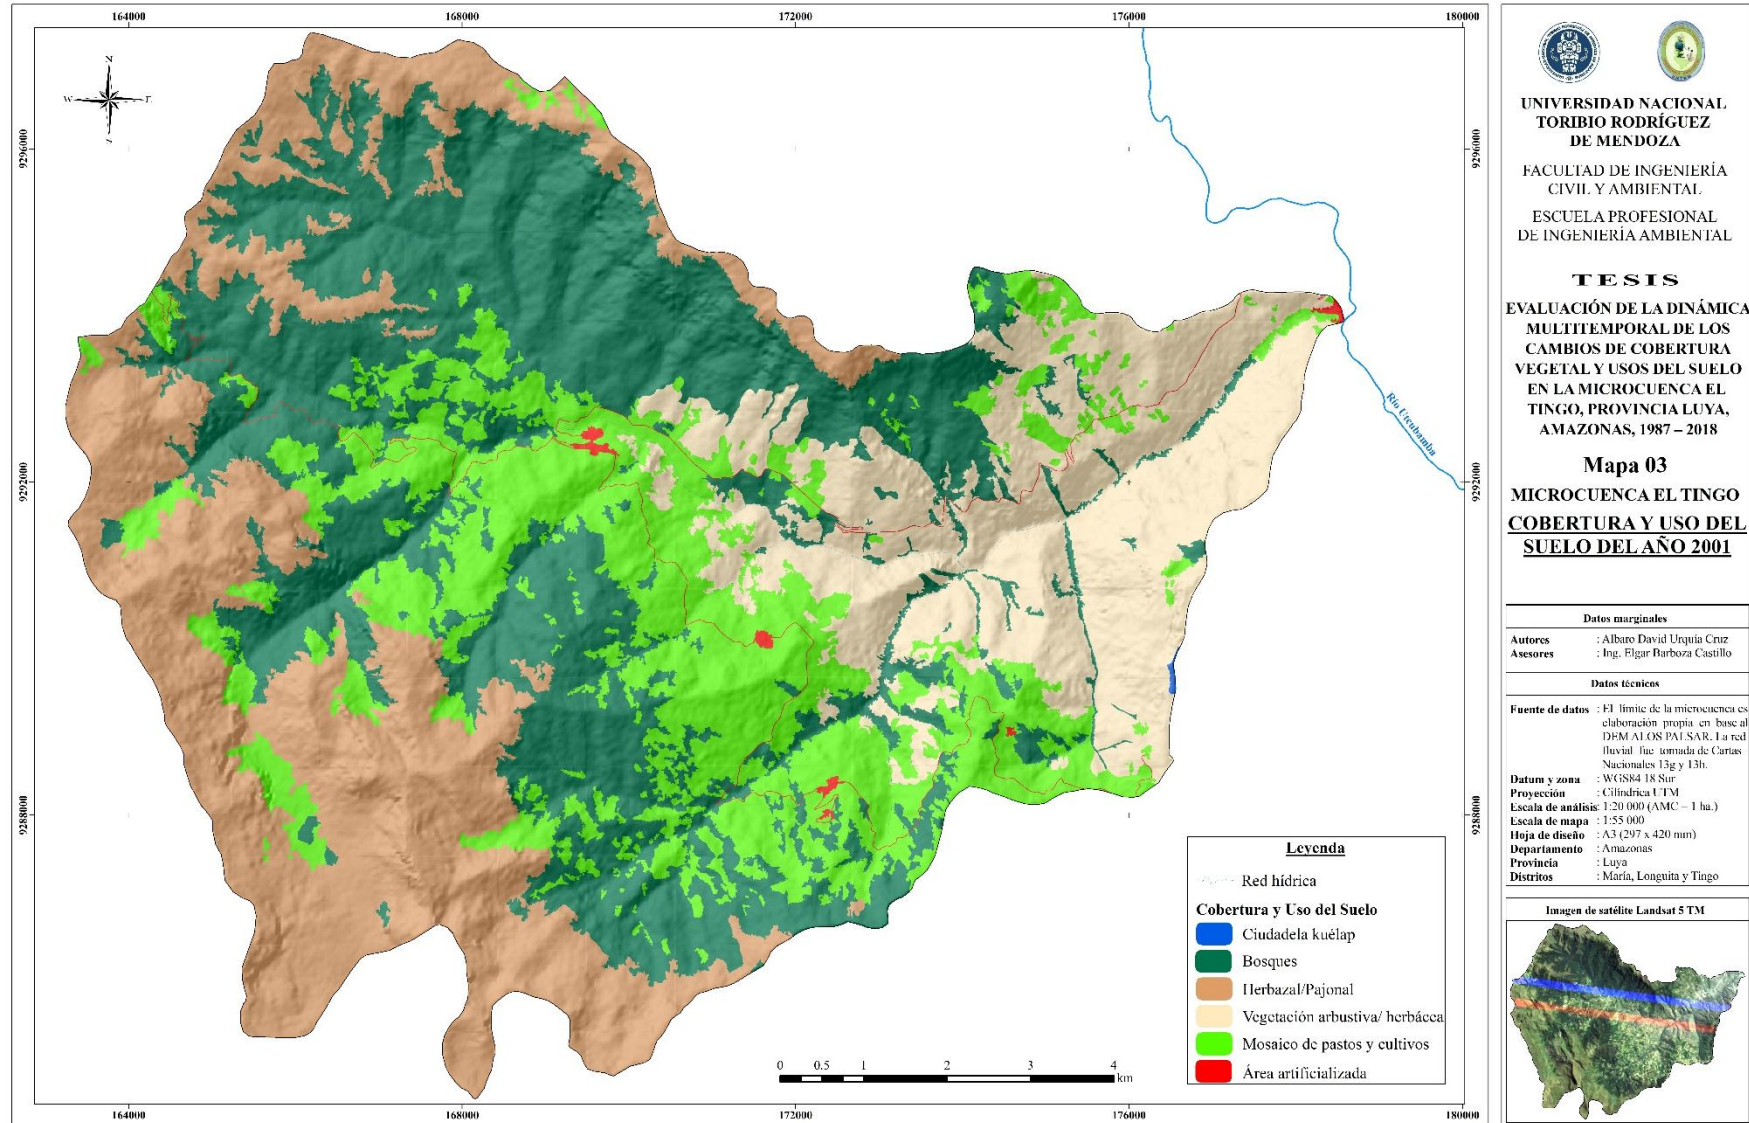 164000
168000
172000
176000
180000
N
W
E
9296000
9296000
9292000
9292000
9288000
9288000
Río Utcubamba
164000
168000
172000
176000
180000
0 0.5 1 2 3 4
km
Leyenda
Red hídrica
Cobertura y Uso del Suelo
Ciudadela kuélap
Bosques
Herbazal/Pajonal
Vegetación arbustiva/ herbácea
Mosaico de pastos y cultivos
Área artificializada
UNIVERSIDAD NACIONAL
TORIBIO RODRÍGUEZ
DE MENDOZA
FACULTAD DE INGENIERÍA
CIVIL Y AMBIENTAL
ESCUELA PROFESIONAL
DE INGENIERÍA AMBIENTAL
TESIS
EVALUACIÓN DE LA DINÁMICA
MULTITEMPORAL DE LOS
CAMBIOS DE COBERTURA
VEGETAL Y USOS DEL SUELO
EN LA MICROCUENCA EL
TINGO, PROVINCIA LUYA,
AMAZONAS, 1987 – 2018
Mapa 03
MICROCUENCA EL TINGO
COBERTURA Y USO DEL
SUELO DEL AÑO 2001
Datos marginales
Autores : Albaro David Urquia Cruz
Asesores : Ing. Elgar Barboza Castillo
Datos técnicos
Fuente de datos : El límite de la microcuenca es
elaboración propia en base al
DEM ALOS PALSAR. La red
fluvial fue tomada de Cartas
Nacionales 13g y 13h.
Datum y zona : WGS84 18 Sur
Proyección : Cilíndrica UTM
Escala de análisis: 1:20 000 (AMC – 1 ha.)
Escala de mapa : 1:55 000
Hoja de diseño : A3 (297 x 420 mm)
Departamento : Amazonas
Provincia : Luya
Distritos : María, Longuita y Tingo
Imagen de satélite Landsat 5 TM